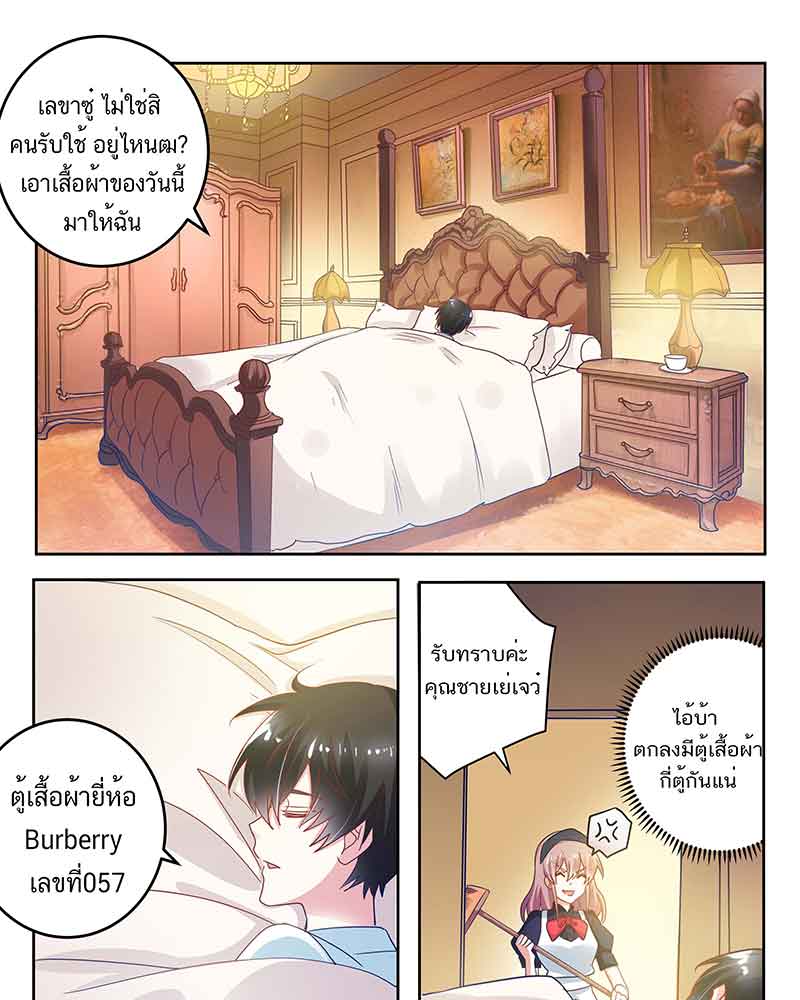 เลขาซู๋ ไม่ใช่สิ
คนรับใช้ อยู่ไหนฒ?
เอาเสื้อผ้าของวันนี้
มาให้ฉัน
ตู้เสื้อผ้ายี่ห้อ
Burberry
เลขที่057
รับทราบค่ะ
คุณชายเย่เจว๋
ไอ้บ้า
ตกลงมีตู้เสื้อผ้า
กี่ตู้กันแน่